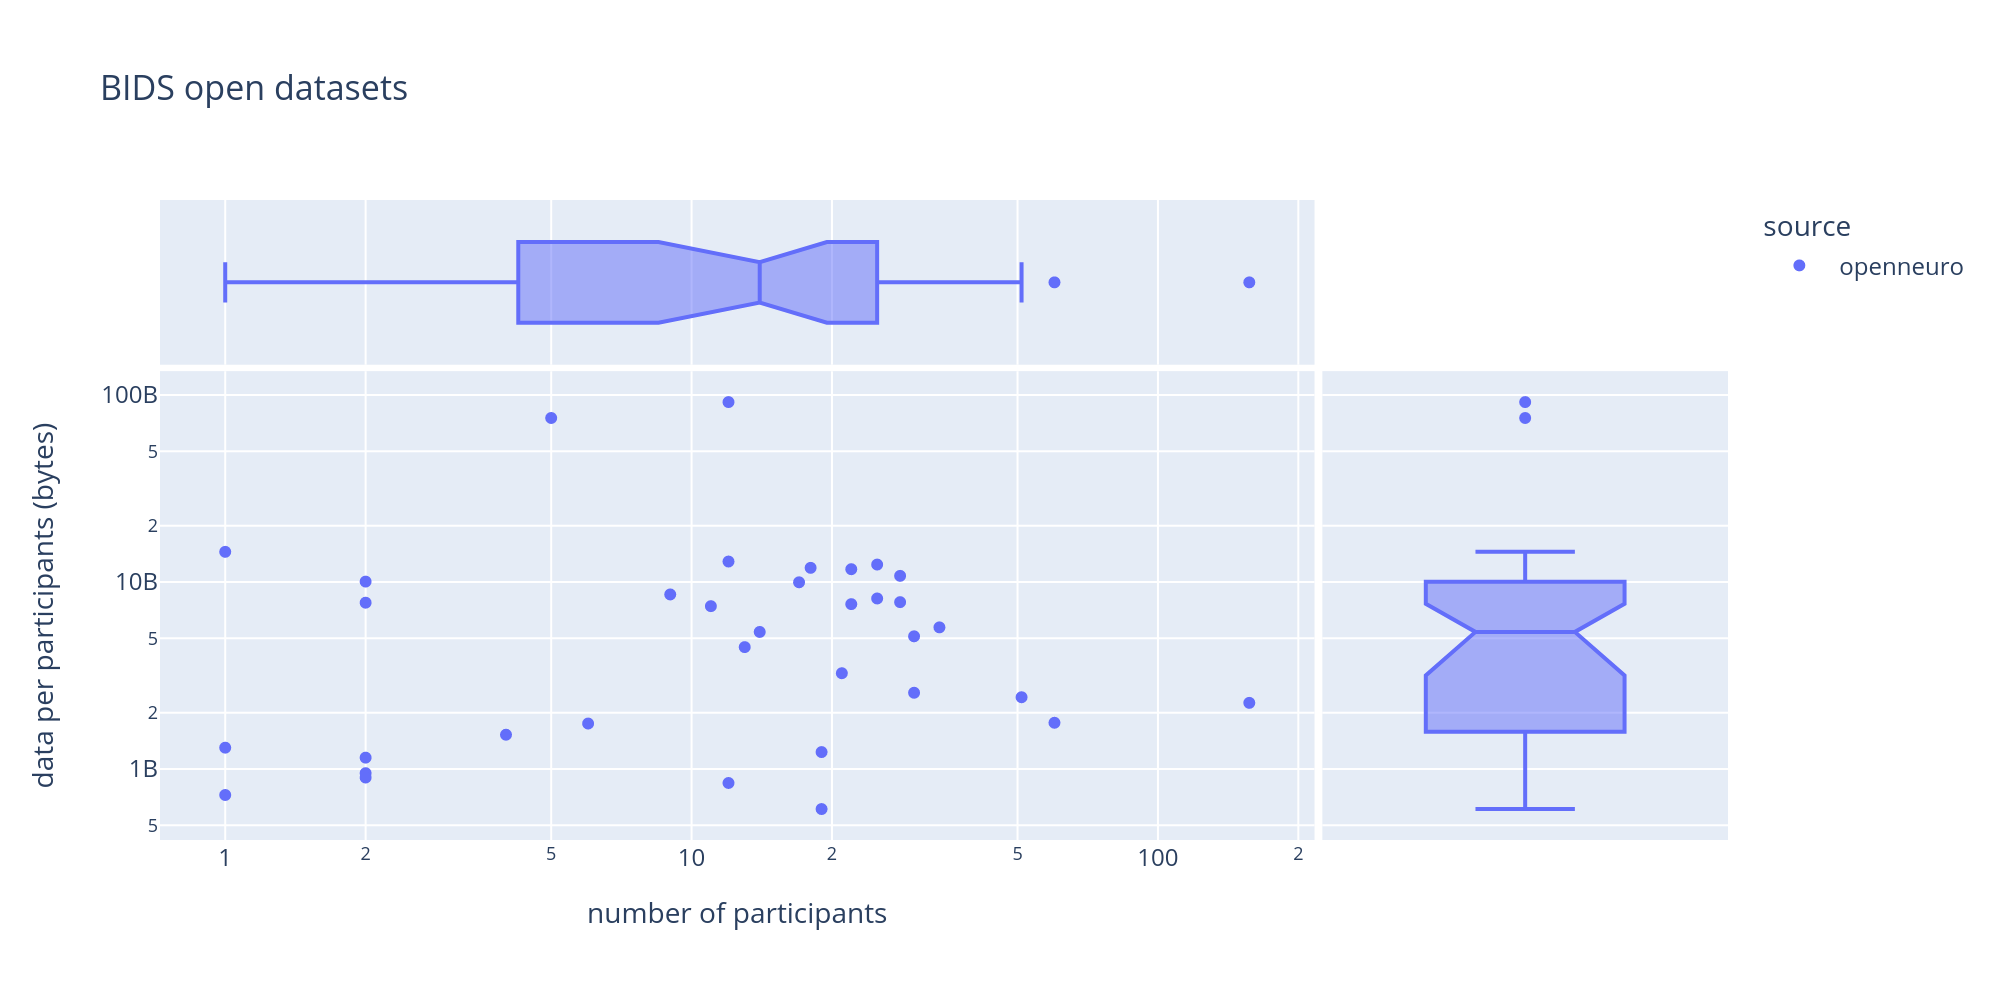 BIDS open datasets
source
openneuro
data per participants (bytes)
100B
5
2
10B
5
2
1B
5
1 2 5 10 2 5 100 2
number of participants